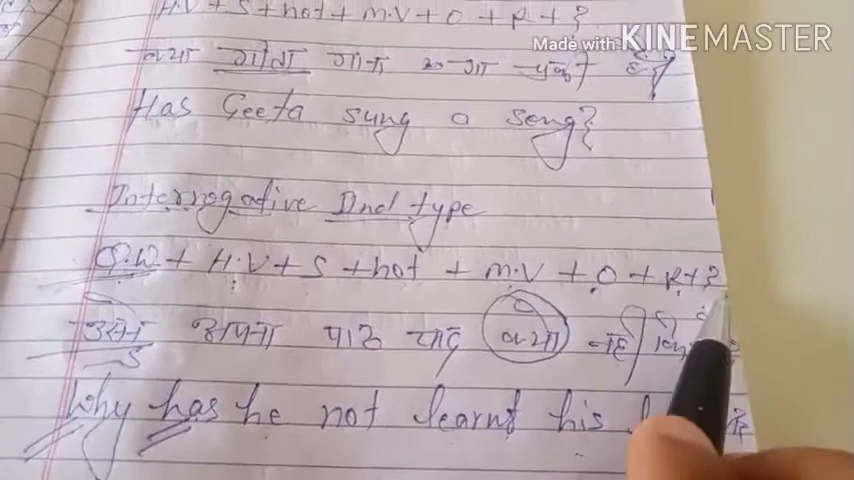 H.V + S + not + m.V + O + R + ?
Made with KINEMASTER
क्या गीता गाना गा चुकी है?
Has Geeta sung a song?
Interrogative IInd type
Q.W + H.V + S + not + m.V + O + R + ?
उसने अपना पाठ याद क्यों नहीं
S
Why has he not learnt his